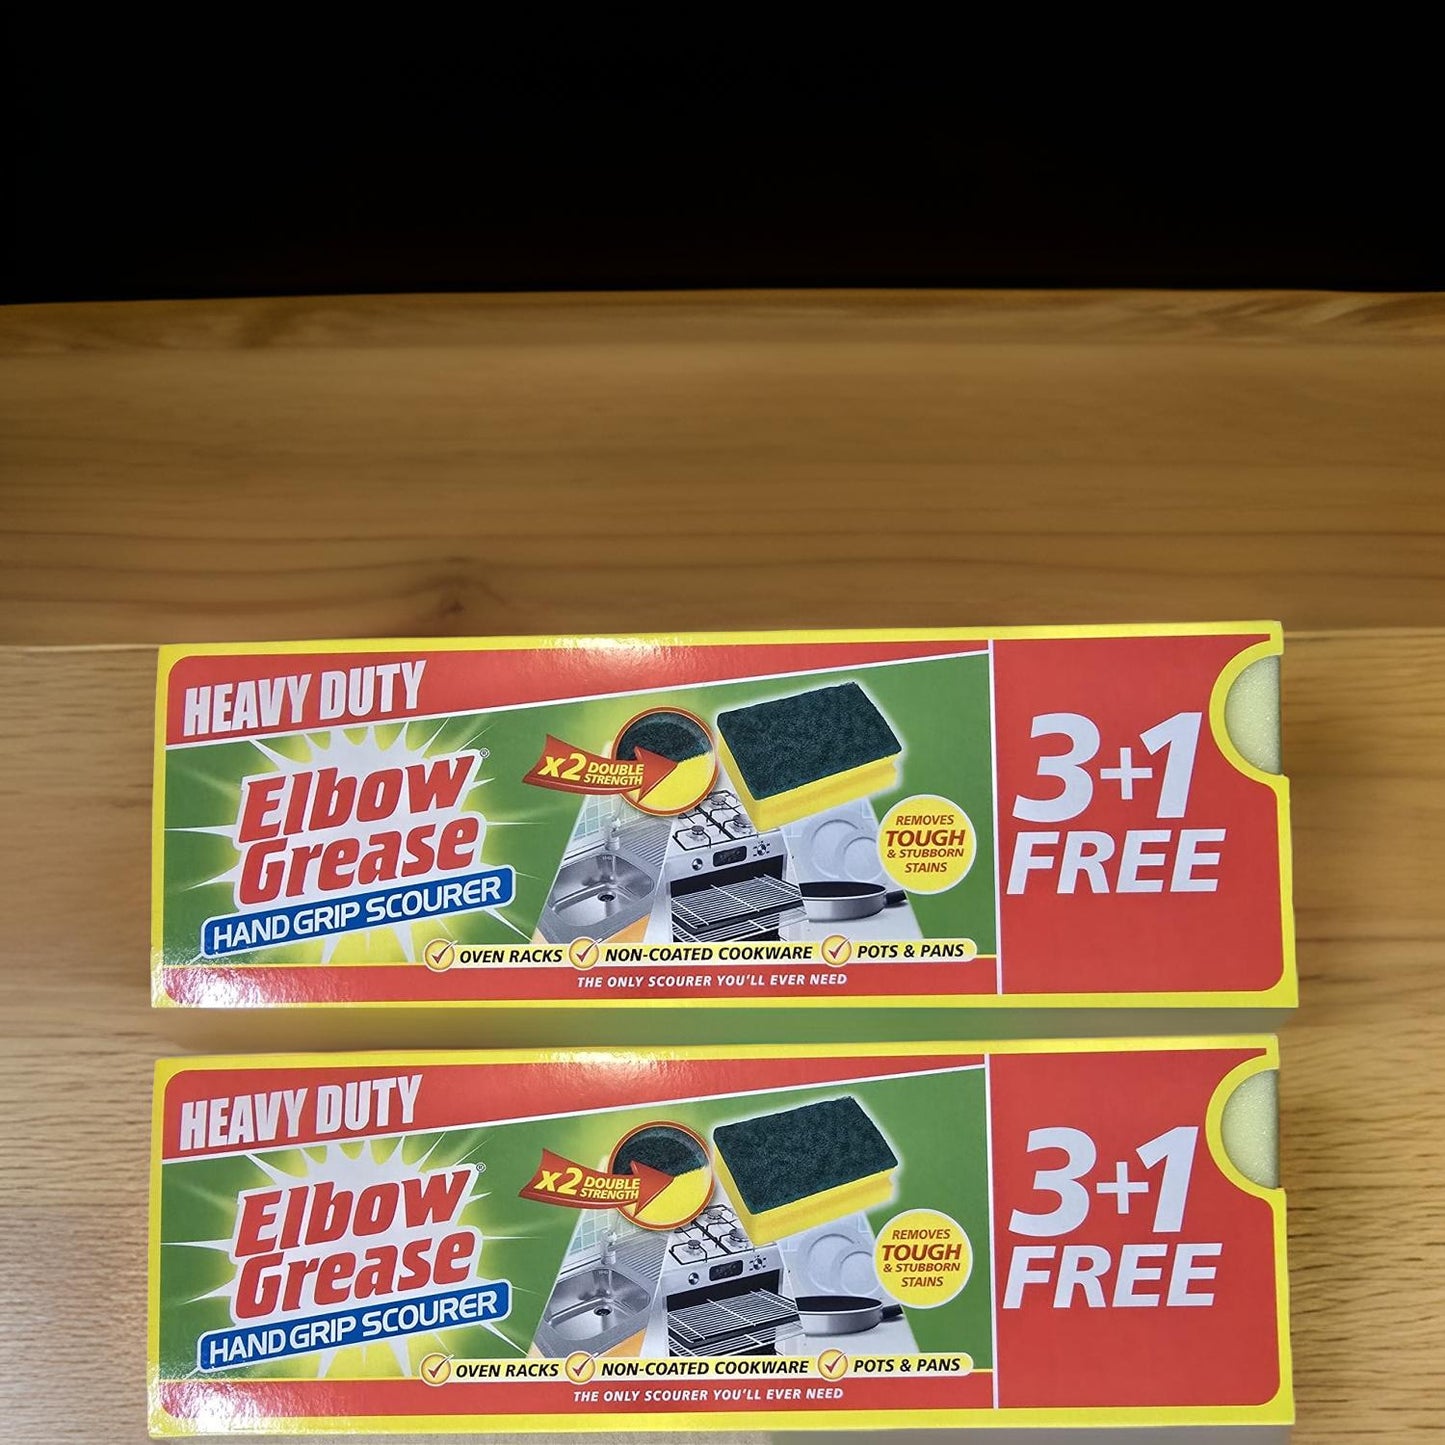 HEAVY DUTY
Elbow
Grease®
HAND GRIP SCOURER
x2 DOUBLE
STRENGTH
REMOVES
TOUGH
& STUBBORN
STAINS
OVEN RACKS NON-COATED COOKWARE POTS & PANS
THE ONLY SCOURER YOU'LL EVER NEED
3+1
FREE
HEAVY DUTY
Elbow
Grease®
HAND GRIP SCOURER
x2 DOUBLE
STRENGTH
REMOVES
TOUGH
& STUBBORN
STAINS
OVEN RACKS NON-COATED COOKWARE POTS & PANS
THE ONLY SCOURER YOU'LL EVER NEED
3+1
FREE